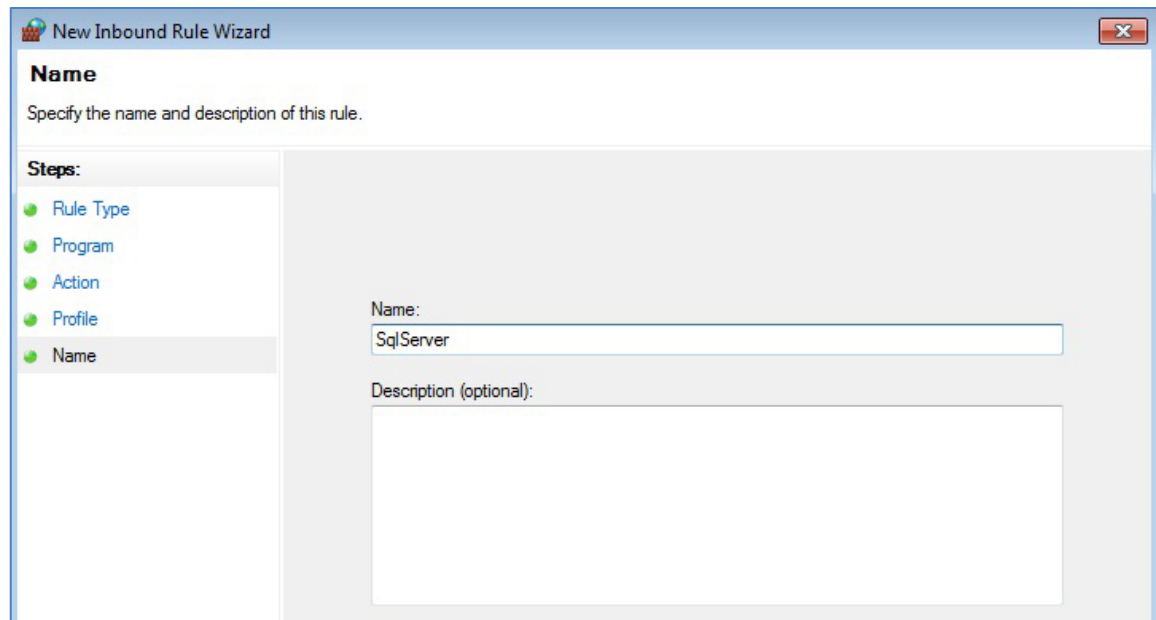 New Inbound Rule Wizard
Name
Specify the name and description of this rule.
Steps:
Rule Type
Program
Action
Profile
Name
Name:
SqlServer
Description (optional):